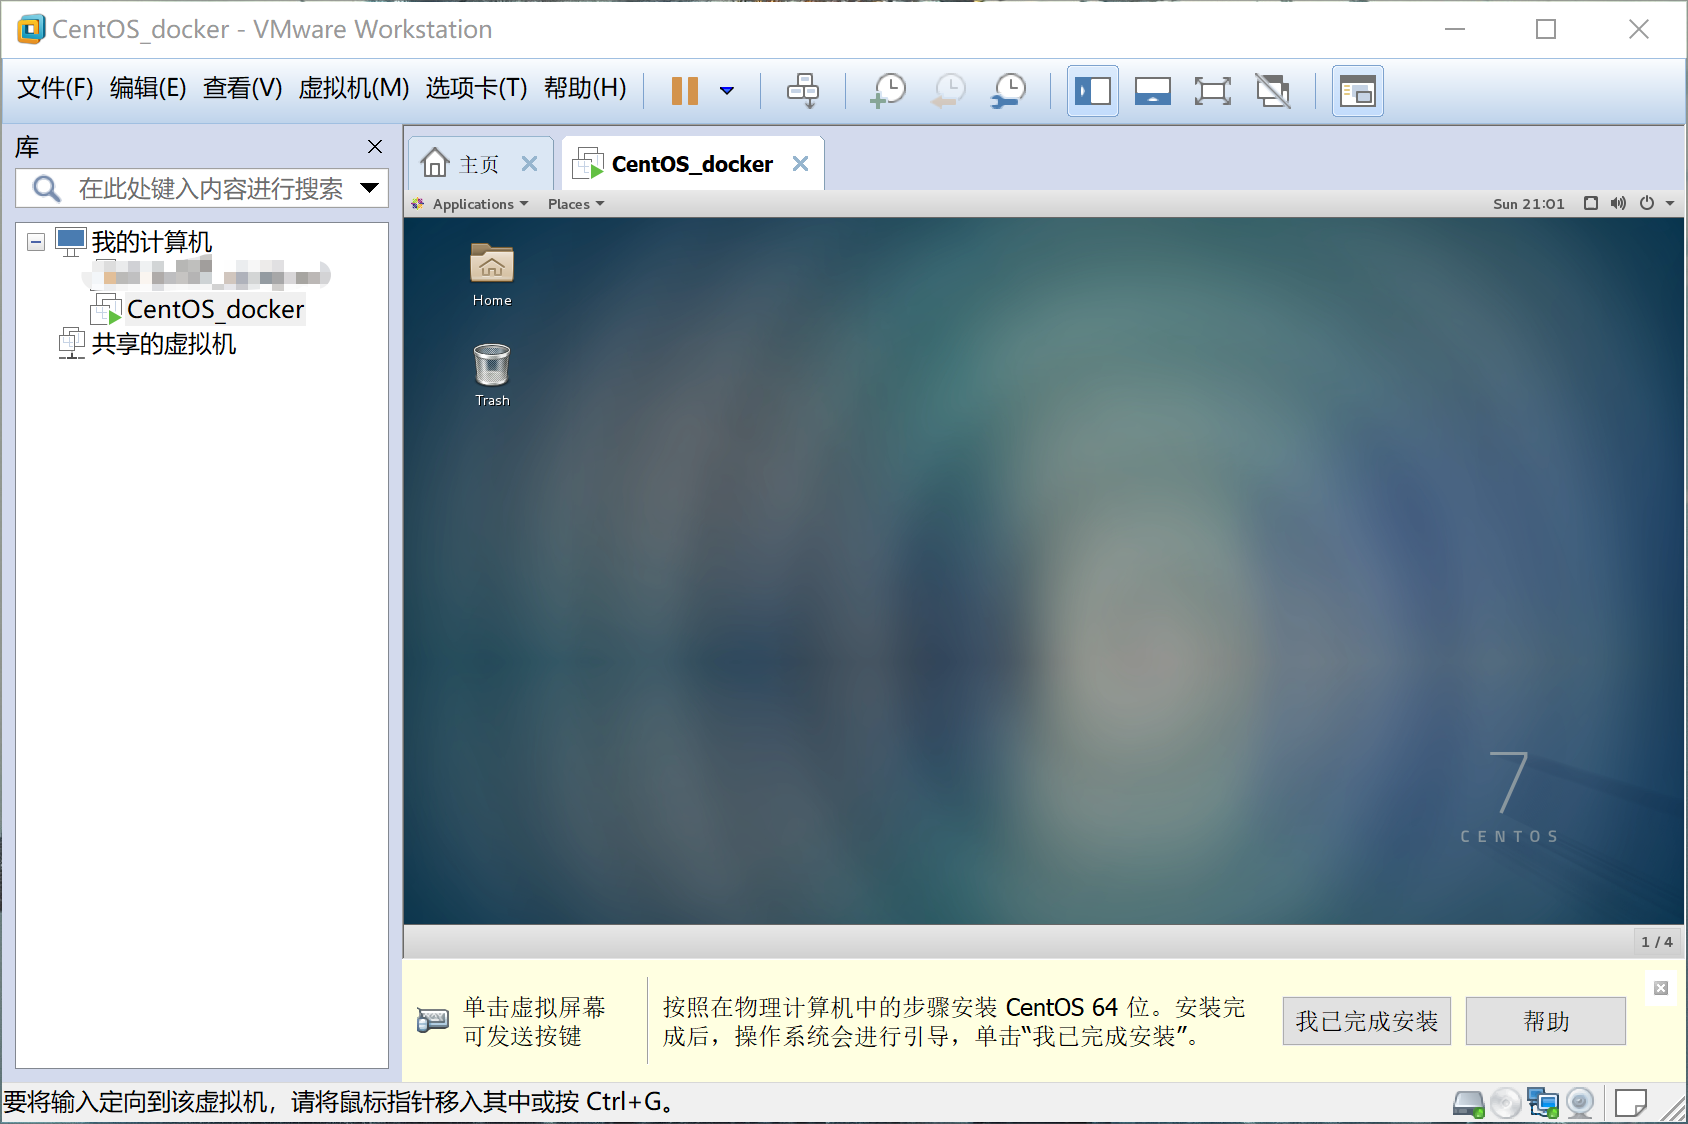 CentOS_docker - VMware Workstation
文件(F) 编辑(E) 查看(V) 虚拟机(M) 选项卡(T) 帮助(H)
库
在此处键入内容进行搜索
我的计算机
CentOS_docker
共享的虚拟机
主页
CentOS_docker
Applications Places Sun 21:01
Home
Trash
7
CENTOS
1 / 4
单击虚拟屏幕
可发送按键
按照在物理计算机中的步骤安装 CentOS 64 位。安装完
成后，操作系统会进行引导，单击“我已完成安装”。
我已完成安装
帮助
要将输入定向到该虚拟机，请将鼠标指针移入其中或按 Ctrl+G。